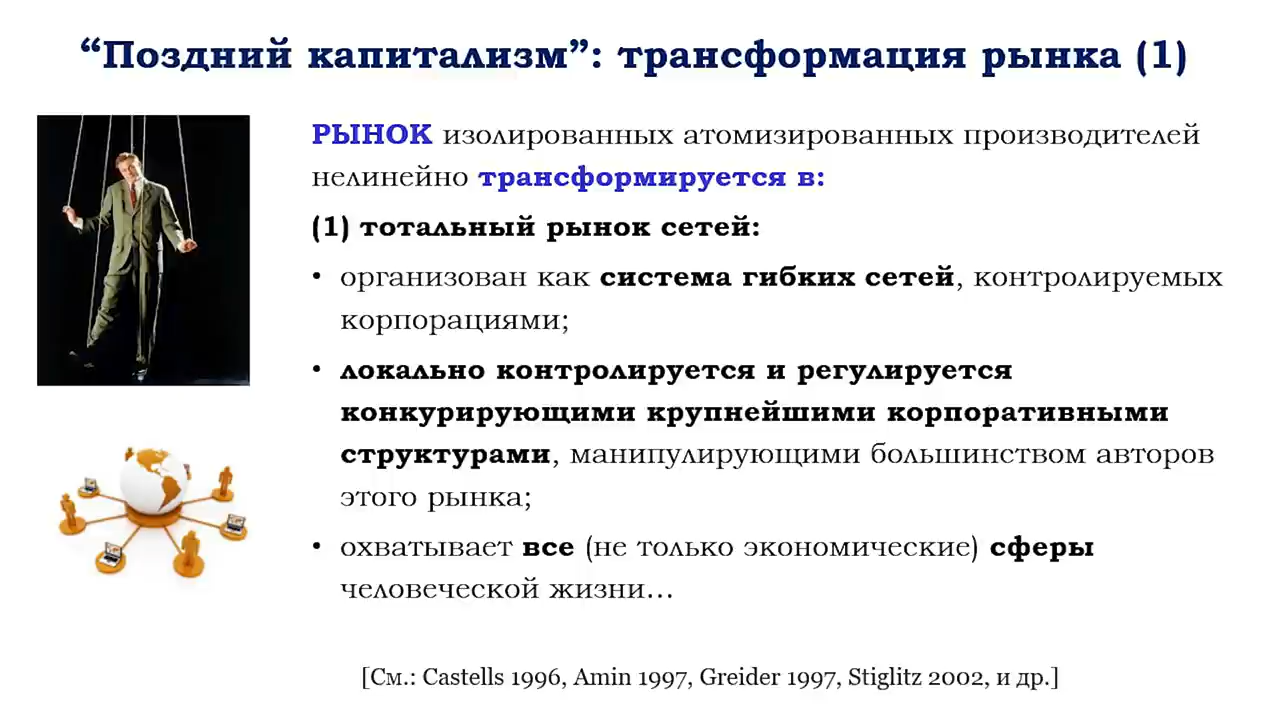 “Поздний капитализм”: трансформация рынка (1)
РЫНОК изолированных атомизированных производителей
нелинейно трансформируется в:
(1) тотальный рынок сетей:
• организован как система гибких сетей, контролируемых
корпорациями;
• локально контролируется и регулируется
конкурирующими крупнейшими корпоративными
структурами, манипулирующими большинством авторов
этого рынка;
• охватывает все (не только экономические) сферы
человеческой жизни…
[См.: Castells 1996, Amin 1997, Greider 1997, Stiglitz 2002, и др.]